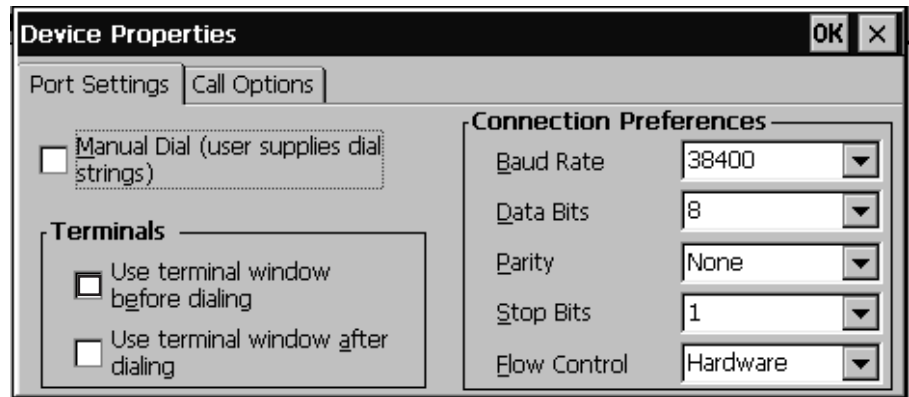 Device Properties OK ×
Port Settings Call Options
Manual Dial (user supplies dial
strings)
Terminals
Use terminal window
before dialing
Use terminal window after
dialing
Connection Preferences
Baud Rate 38400
Data Bits 8
Parity None
Stop Bits 1
Flow Control Hardware